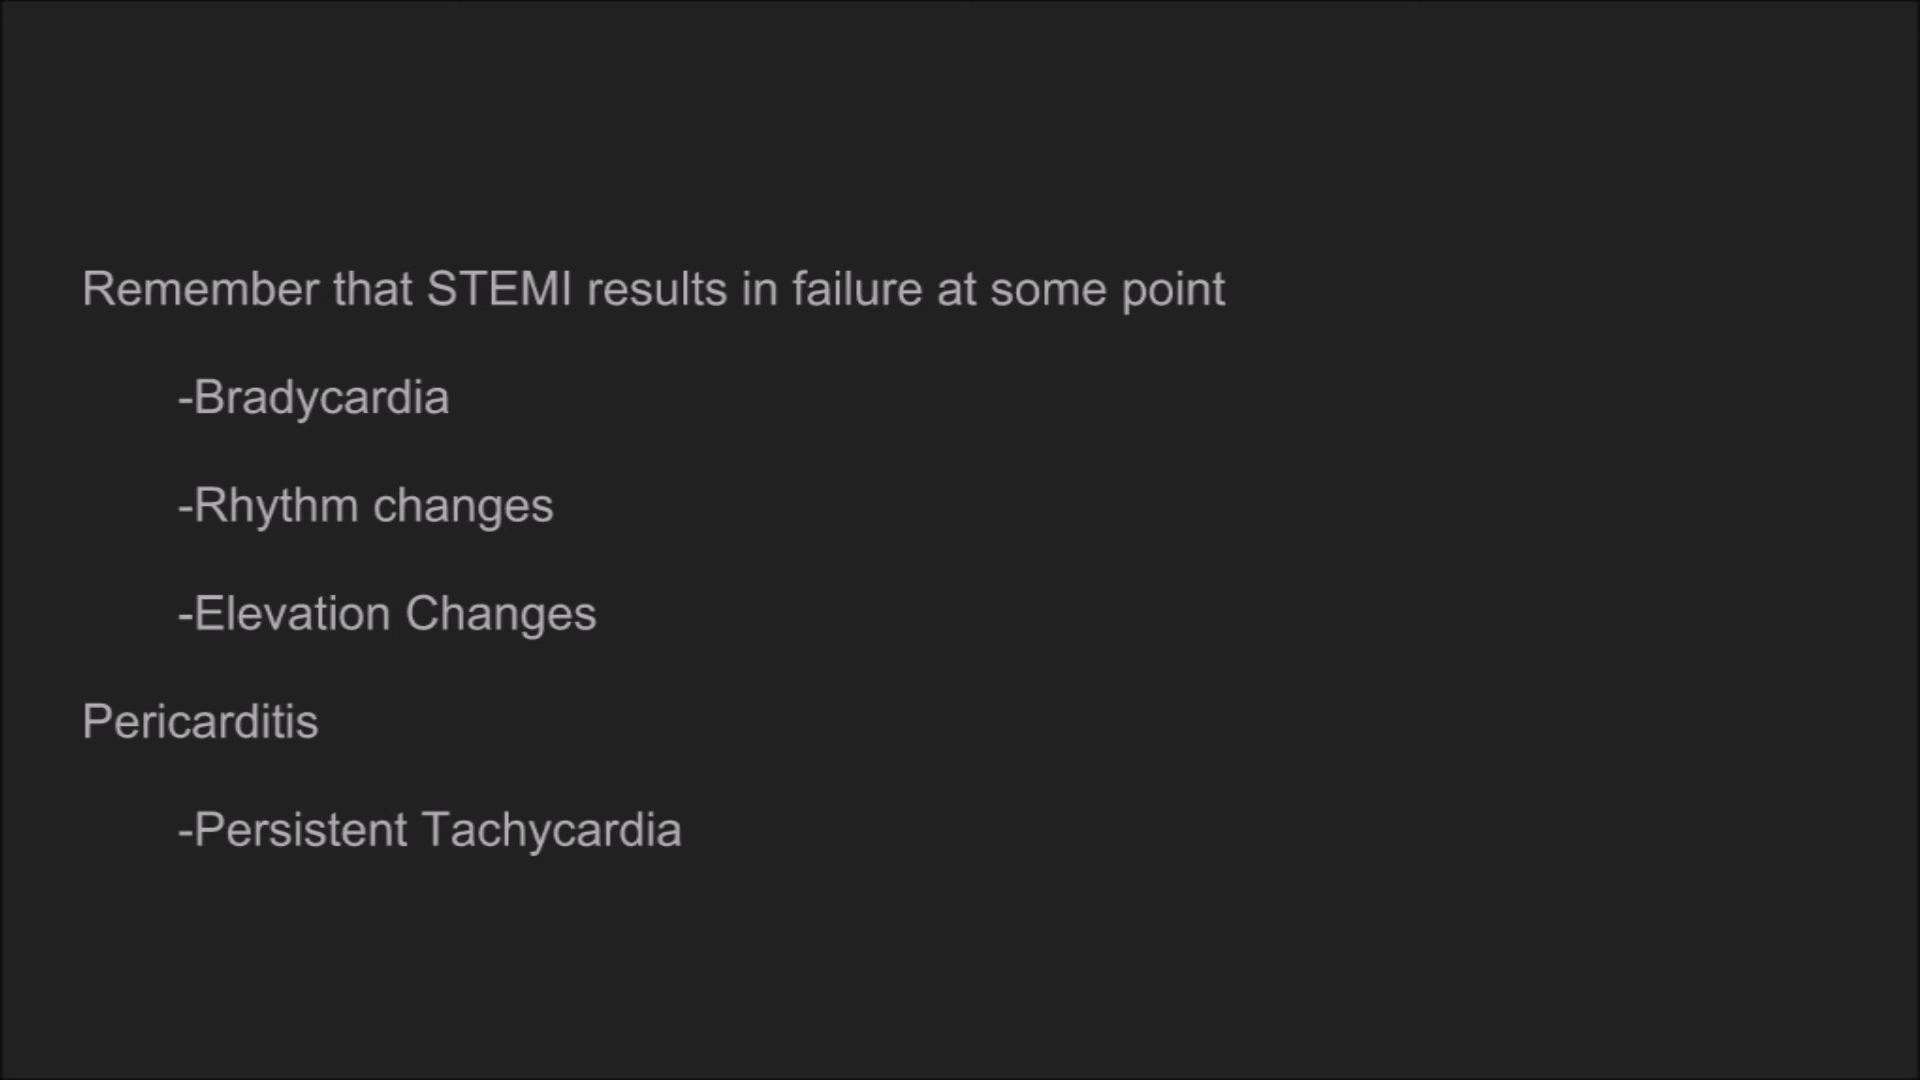 Remember that STEMI results in failure at some point
-Bradycardia
-Rhythm changes
-Elevation Changes
Pericarditis
-Persistent Tachycardia